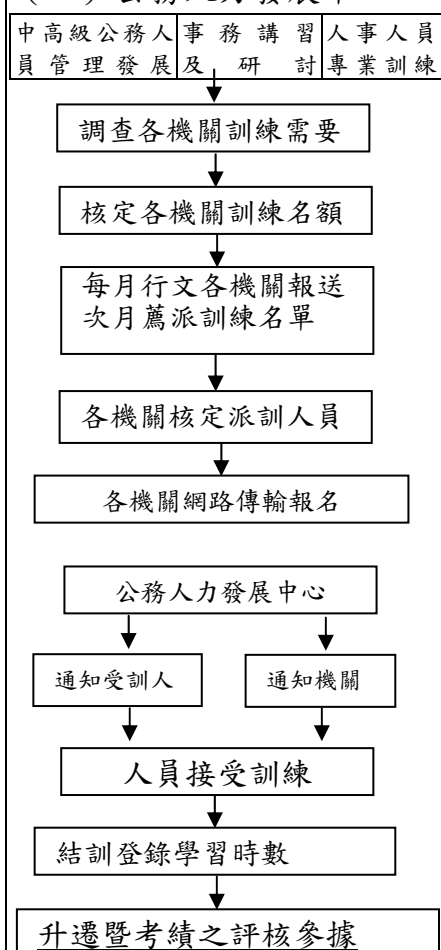 中高級公務人員管理發展
事務講習及研討
人事人員專業訓練
調查各機關訓練需要
核定各機關訓練名額
每月行文各機關報送
次月薦派訓練名單
各機關核定派訓人員
各機關網路傳輸報名
公務人力發展中心
通知受訓人
通知機關
人員接受訓練
結訓登錄學習時數
升遷暨考績之評核參據